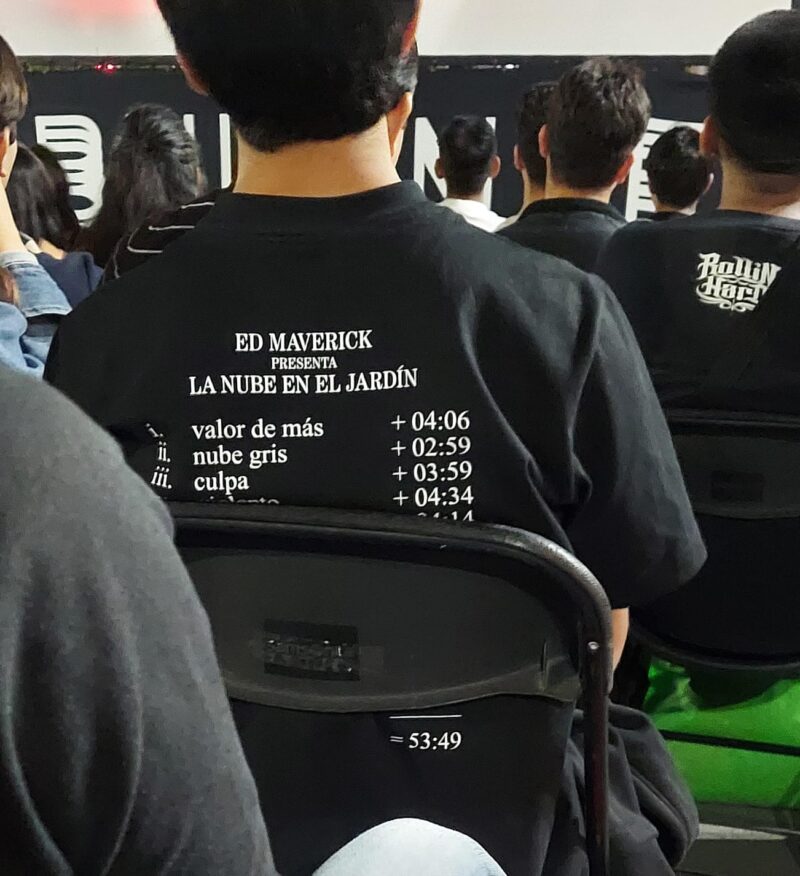 ED MAVERICK
PRESENTA
LA NUBE EN EL JARDÍN
i. valor de más + 04:06
ii. nube gris + 02:59
iii. culpa + 03:59
+ 04:34
= 53:49
Rollin
Hard